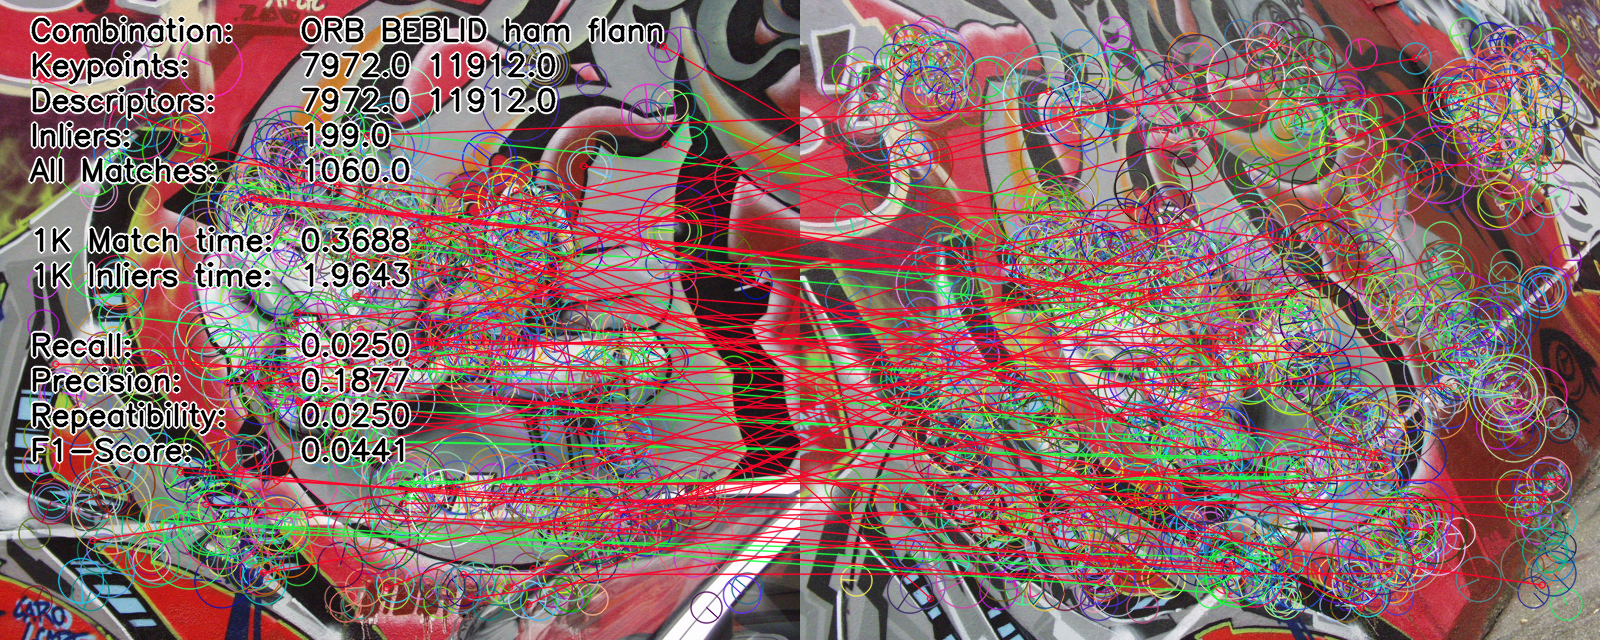 Combination: ORB BEBLID ham flann
Keypoints: 7972.0 11912.0
Descriptors: 7972.0 11912.0
Inliers: 199.0
All Matches: 1060.0
1K Match time: 0.3688
1K Inliers time: 1.9643
Recall: 0.0250
Precision: 0.1877
Repeatibility: 0.0250
F1-Score: 0.0441